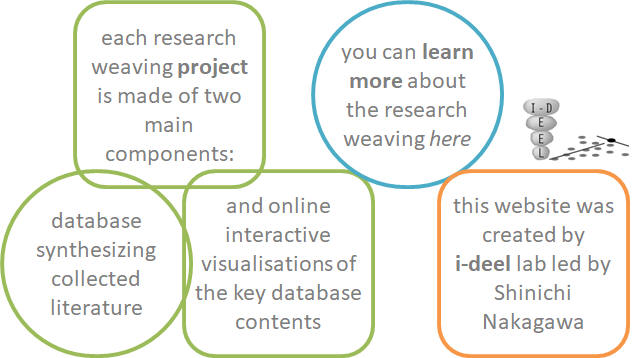 each research
weaving project
is made of two
main
components:
you can learn
more about
the research
weaving here
I - D
E
E
L
database
synthesizing
collected
literature
and online
interactive
visualisations of
the key database
contents
this website was
created by
i-deel lab led by
Shinichi
Nakagawa